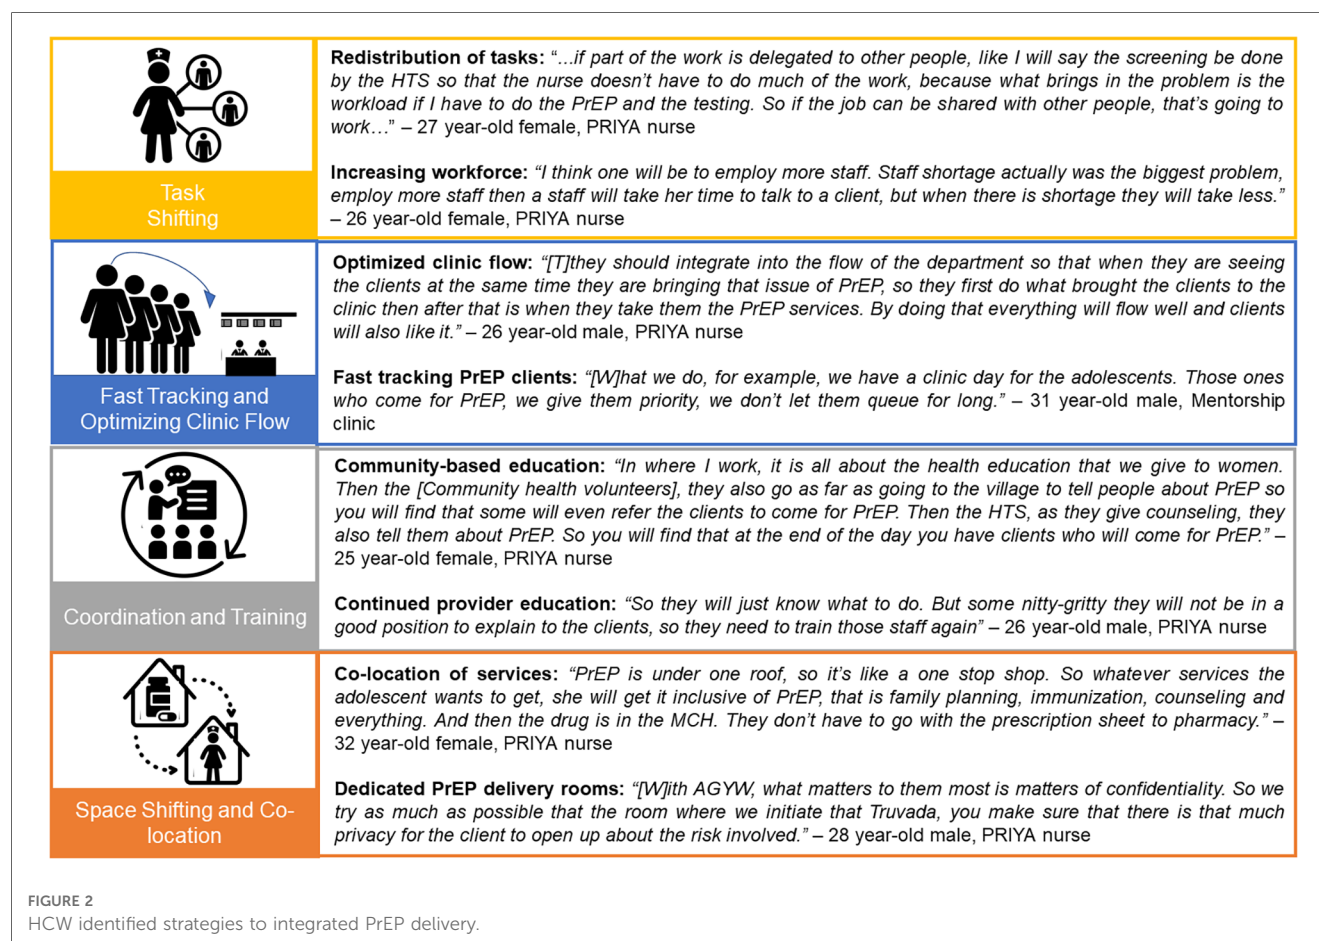 Redistribution of tasks: “…if part of the work is delegated to other people, like I will say the screening be done
by the HTS so that the nurse doesn’t have to do much of the work, because what brings in the problem is the
workload if I have to do the PrEP and the testing. So if the job can be shared with other people, that’s going to
work…” – 27 year-old female, PRIYA nurse
Increasing workforce: “I think one will be to employ more staff. Staff shortage actually was the biggest problem,
employ more staff then a staff will take her time to talk to a client, but when there is shortage they will take less.”
– 26 year-old female, PRIYA nurse
Task
Shifting
Optimized clinic flow: “[T]they should integrate into the flow of the department so that when they are seeing
the clients at the same time they are bringing that issue of PrEP, so they first do what brought the clients to the
clinic then after that is when they take them the PrEP services. By doing that everything will flow well and clients
will also like it.” – 26 year-old male, PRIYA nurse
Fast tracking PrEP clients: “[W]hat we do, for example, we have a clinic day for the adolescents. Those ones
who come for PrEP, we give them priority, we don’t let them queue for long.” – 31 year-old male, Mentorship
clinic
Fast Tracking and
Optimizing Clinic Flow
Community-based education: “In where I work, it is all about the health education that we give to women.
Then the [Community health volunteers], they also go as far as going to the village to tell people about PrEP so
you will find that some will even refer the clients to come for PrEP. Then the HTS, as they give counseling, they
also tell them about PrEP. So you will find that at the end of the day you have clients who will come for PrEP.” –
25 year-old female, PRIYA nurse
Continued provider education: “So they will just know what to do. But some nitty-gritty they will not be in a
good position to explain to the clients, so they need to train those staff again” – 26 year-old male, PRIYA nurse
Coordination and Training
Co-location of services: “PrEP is under one roof, so it’s like a one stop shop. So whatever services the
adolescent wants to get, she will get it inclusive of PrEP, that is family planning, immunization, counseling and
everything. And then the drug is in the MCH. They don’t have to go with the prescription sheet to pharmacy.” –
32 year-old female, PRIYA nurse
Dedicated PrEP delivery rooms: “[W]ith AGYW, what matters to them most is matters of confidentiality. So we
try as much as possible that the room where we initiate that Truvada, you make sure that there is that much
privacy for the client to open up about the risk involved.” – 28 year-old male, PRIYA nurse
Space Shifting and Co-
location
FIGURE 2
HCW identified strategies to integrated PrEP delivery.